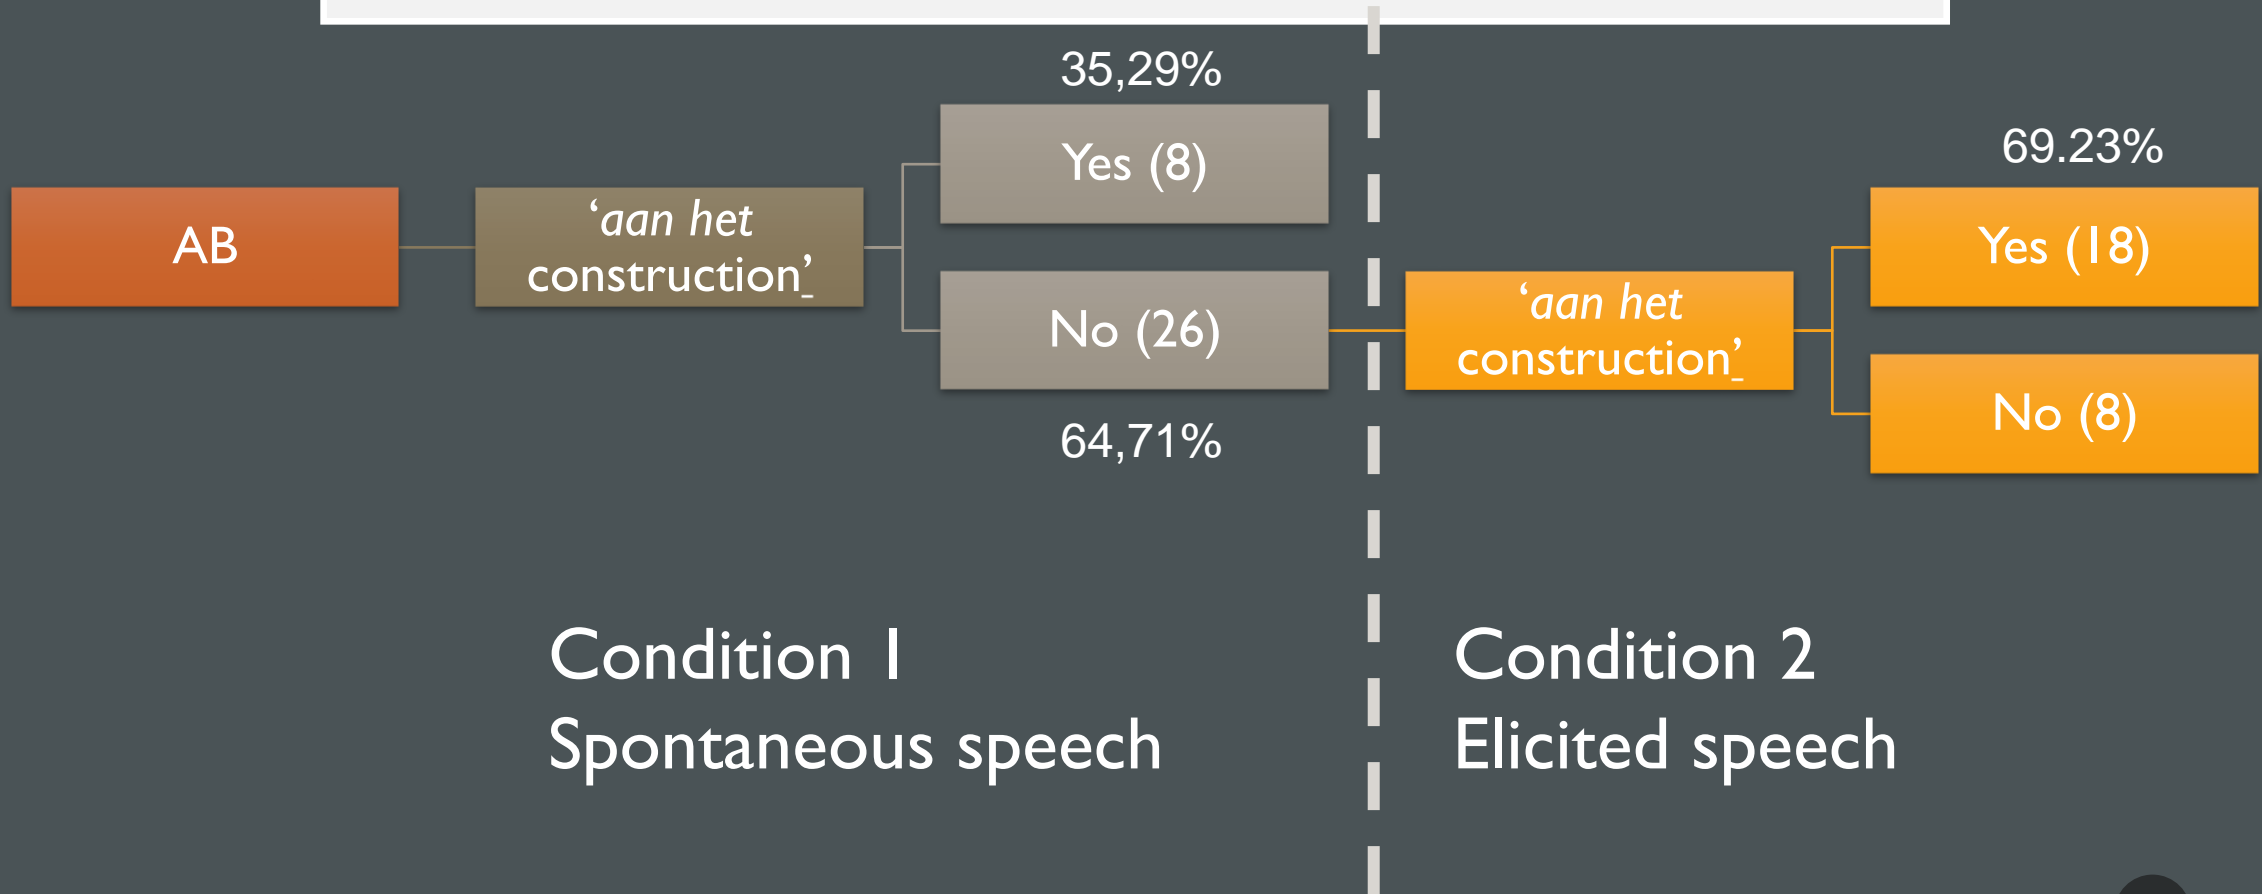 AB
‘aan het
construction’
35,29%
Yes (8)
No (26)
64,71%
‘aan het
construction’
69.23%
Yes (18)
No (8)
Condition 1
Spontaneous speech
Condition 2
Elicited speech